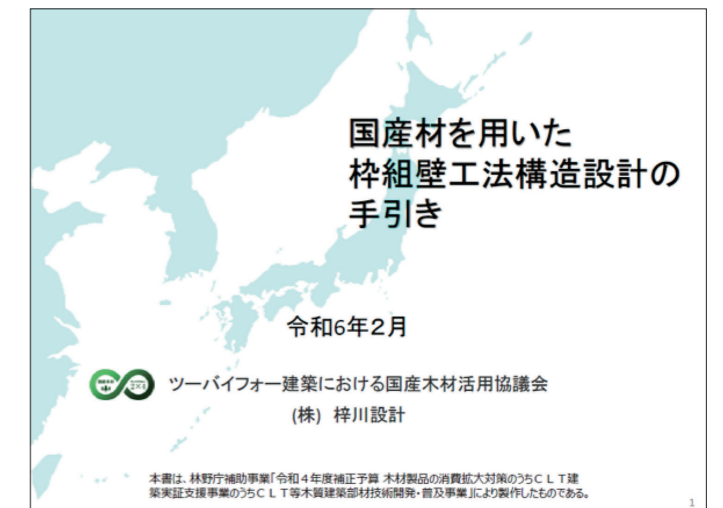 国産材を用いた
枠組壁工法構造設計の
手引き
令和6年2月
ツーバイフォー建築における国産木材活用協議会
(株) 梓川設計
本書は、林野庁補助事業「令和４年度補正予算 木材製品の消費拡大対策のうちＣＬＴ建
築実証支援事業のうちＣＬＴ等木質建築部材技術開発・普及事業」により製作したものである。
1